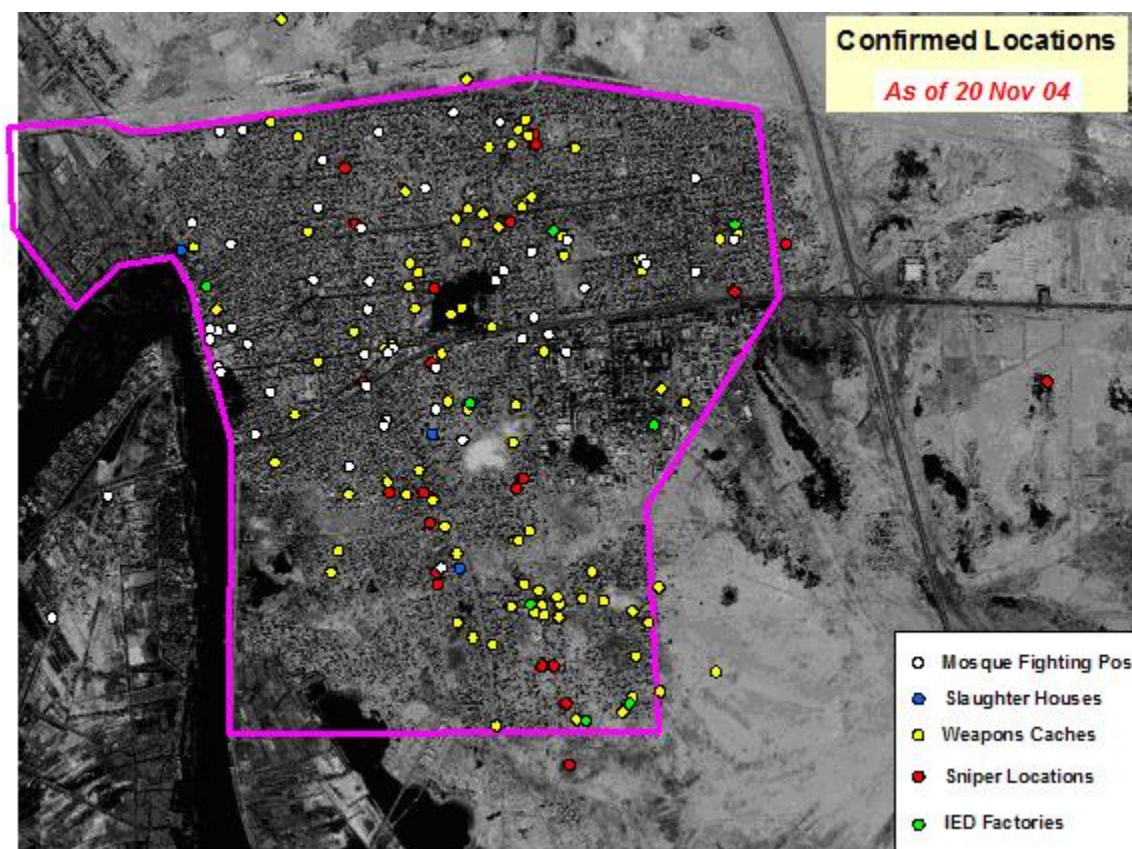 Confirmed Locations
As of 20 Nov 04
Mosque Fighting Pos
Slaughter Houses
Weapons Caches
Sniper Locations
IED Factories